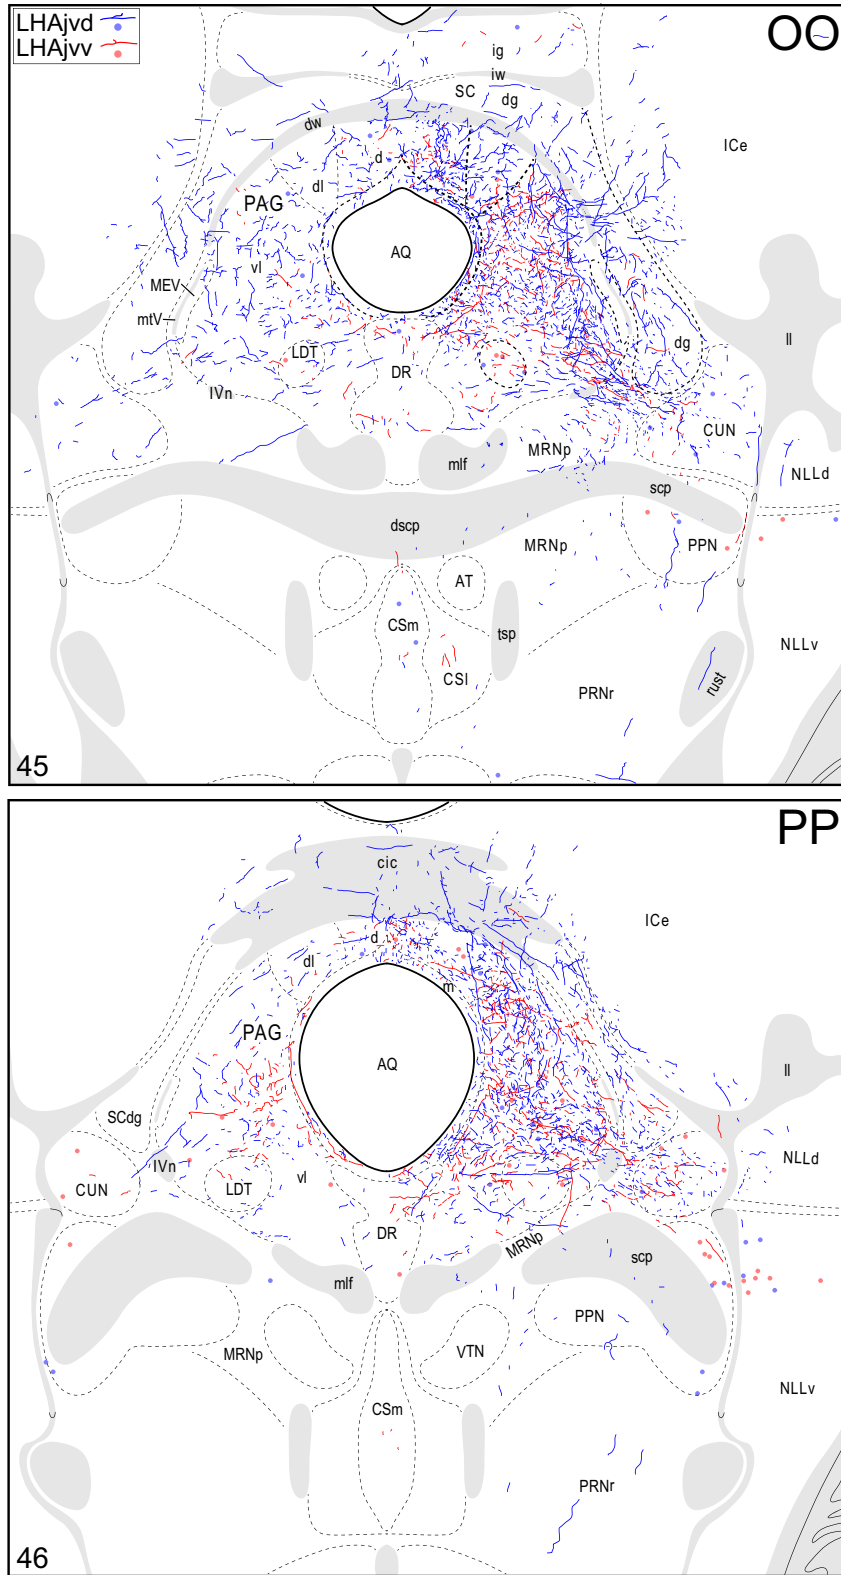 LHAjvd
LHAjvv
OO
ig
iw
SC
dg
dw
ICe
d
dl
PAG
AQ
vl
MEV
mtV
LDT
DR
dg
ll
IVn
CUN
mlf
MRNp
NLLd
scp
dscp
MRNp
PPN
AT
CSm
tsp
NLLv
CSl
rust
PRNr
45
PP
cic
ICe
d
dl
m
PAG
AQ
ll
SCdg
NLLd
IVn
vl
CUN
LDT
DR
MRNp
scp
mlf
PPN
MRNp
VTN
NLLv
CSm
PRNr
46